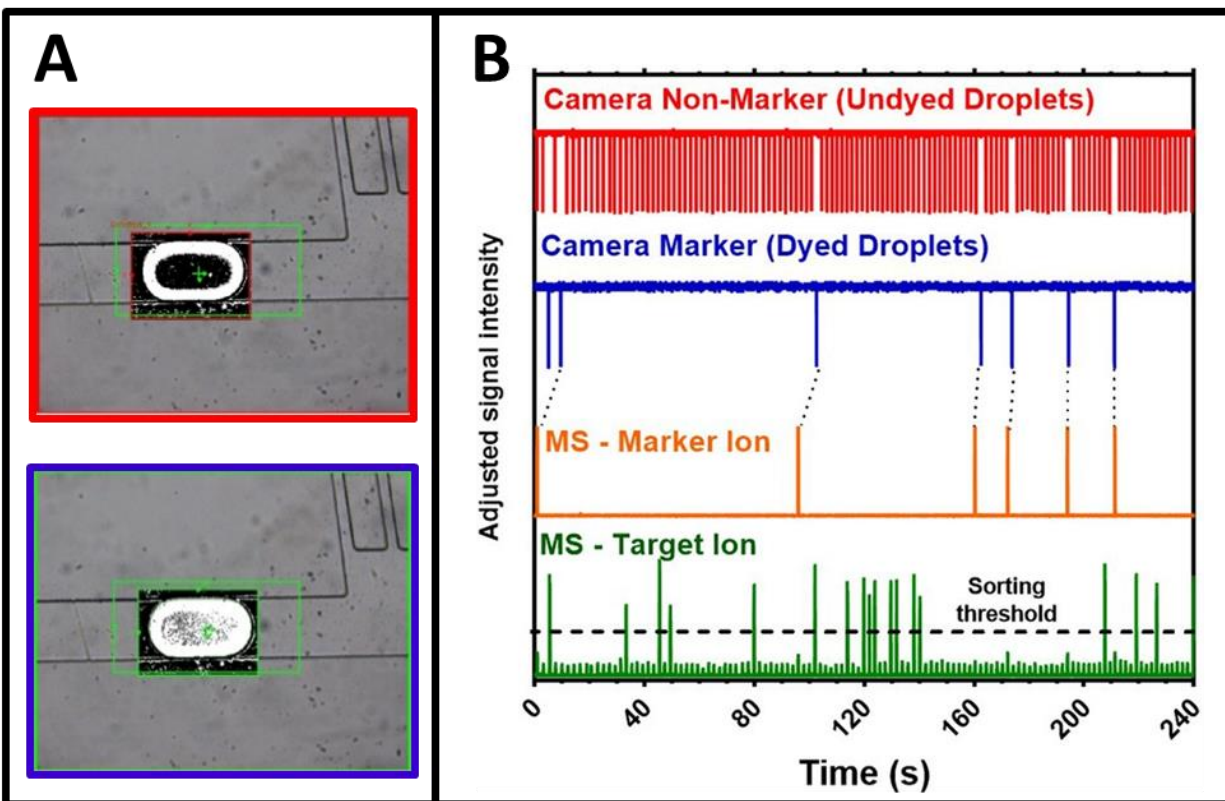 A
B
Camera Non-Marker (Undyed Droplets)
Camera Marker (Dyed Droplets)
MS - Marker Ion
MS - Target Ion
Sorting
threshold
Adjusted signal intensity
0
40
80
120
160
200
240
Time (s)